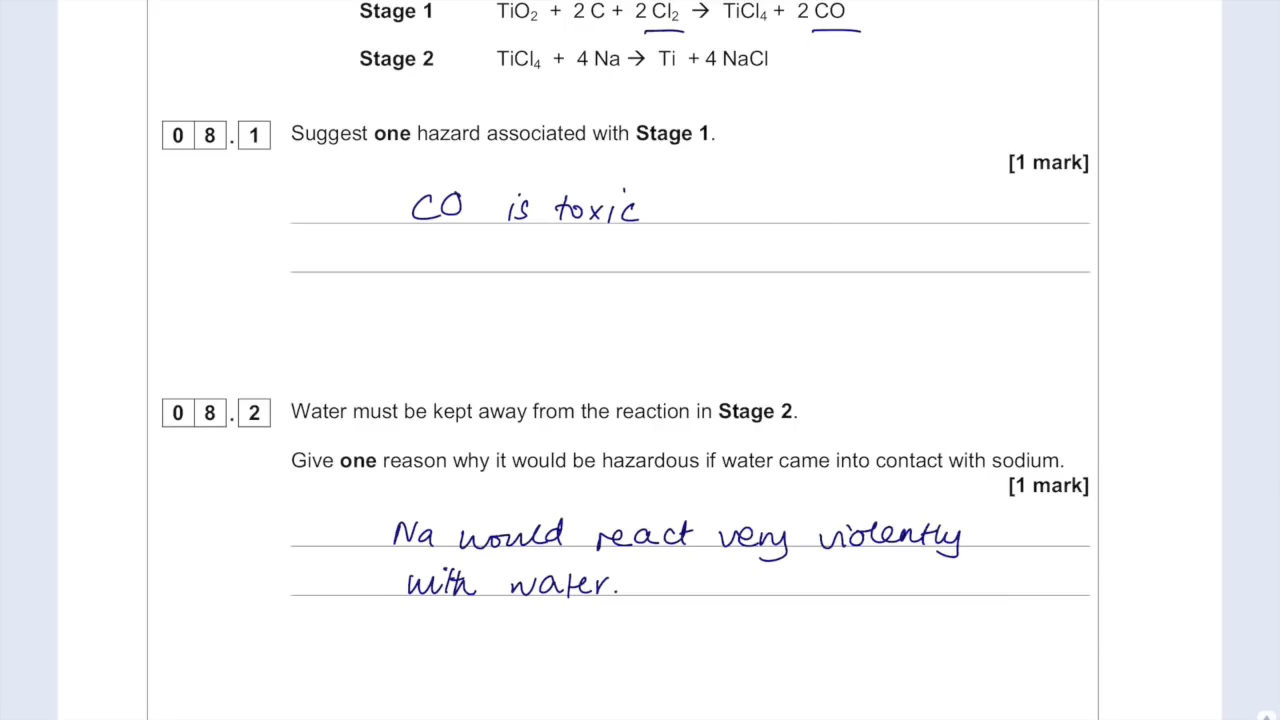 Stage 1 TiO₂ + 2 C + 2 Cl₂ → TiCl₄ + 2 CO
Stage 2 TiCl₄ + 4 Na → Ti + 4 NaCl
0 8 . 1 Suggest one hazard associated with Stage 1.
[1 mark]
CO is toxic
0 8 . 2 Water must be kept away from the reaction in Stage 2.
Give one reason why it would be hazardous if water came into contact with sodium.
[1 mark]
Na would react very violently
with water.